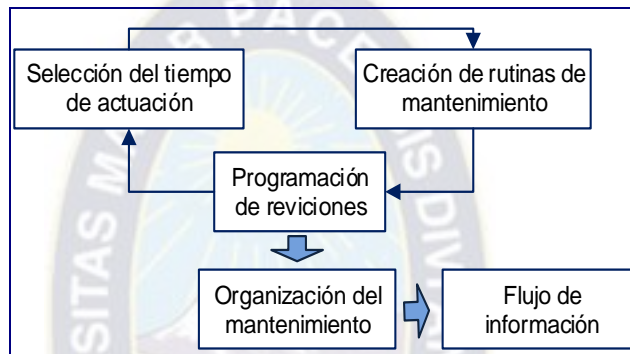 Selección del tiempo
de actuación
Creación de rutinas de
mantenimiento
Programación
de reviciones
Organización del
mantenimiento
Flujo de
información